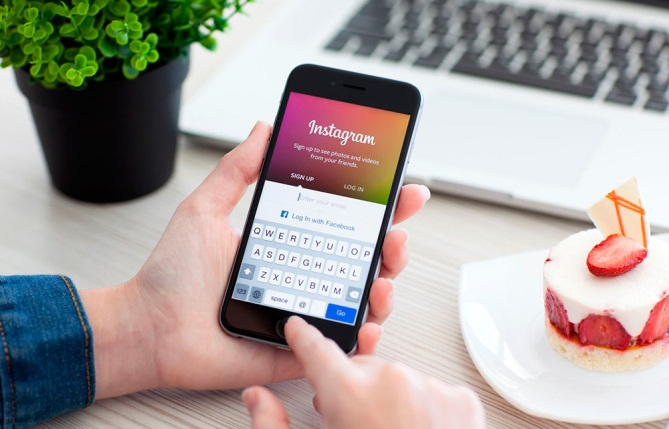 Instagram
Sign up to see photos and videos
from your friends.
SIGN UP LOG IN
Enter your email
Log In with Facebook
Q W E R T Y U I O P
A S D F G H J K L
Z X C V B N M
123 space @ . Go